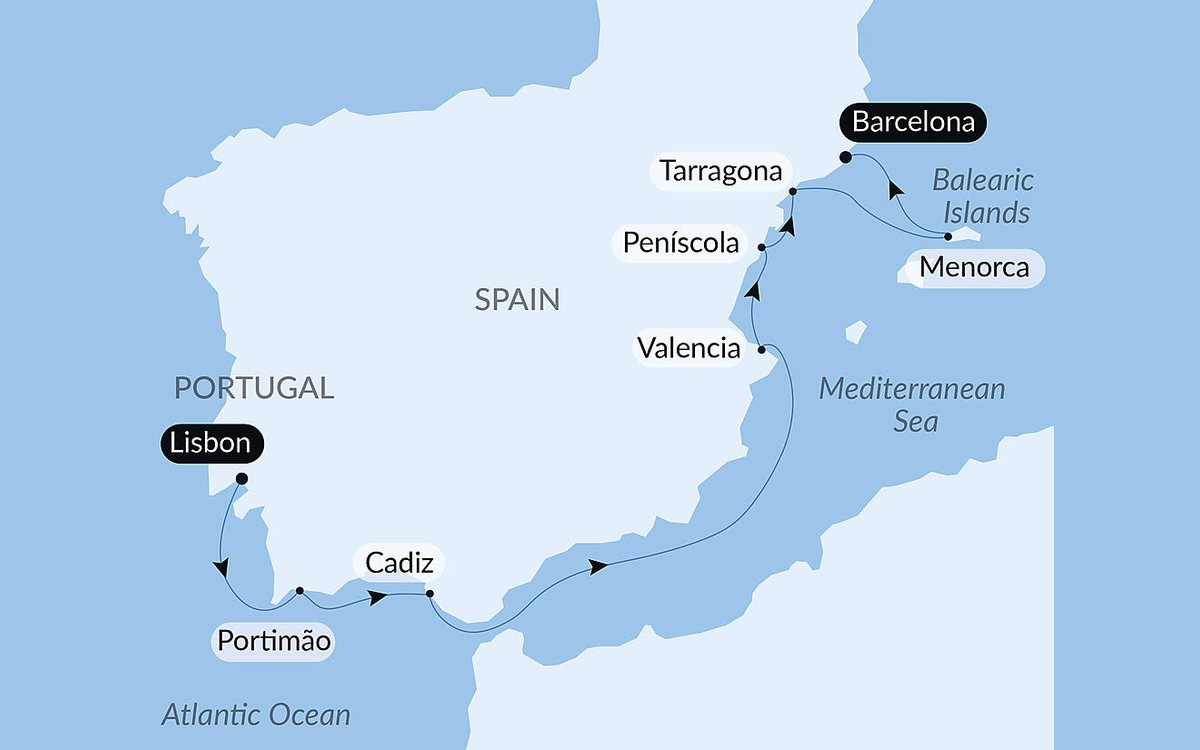 Barcelona
Tarragona
Balearic
Islands
Peníscola
Menorca
SPAIN
Valencia
PORTUGAL
Mediterranean
Sea
Lisbon
Cadiz
Portimão
Atlantic Ocean